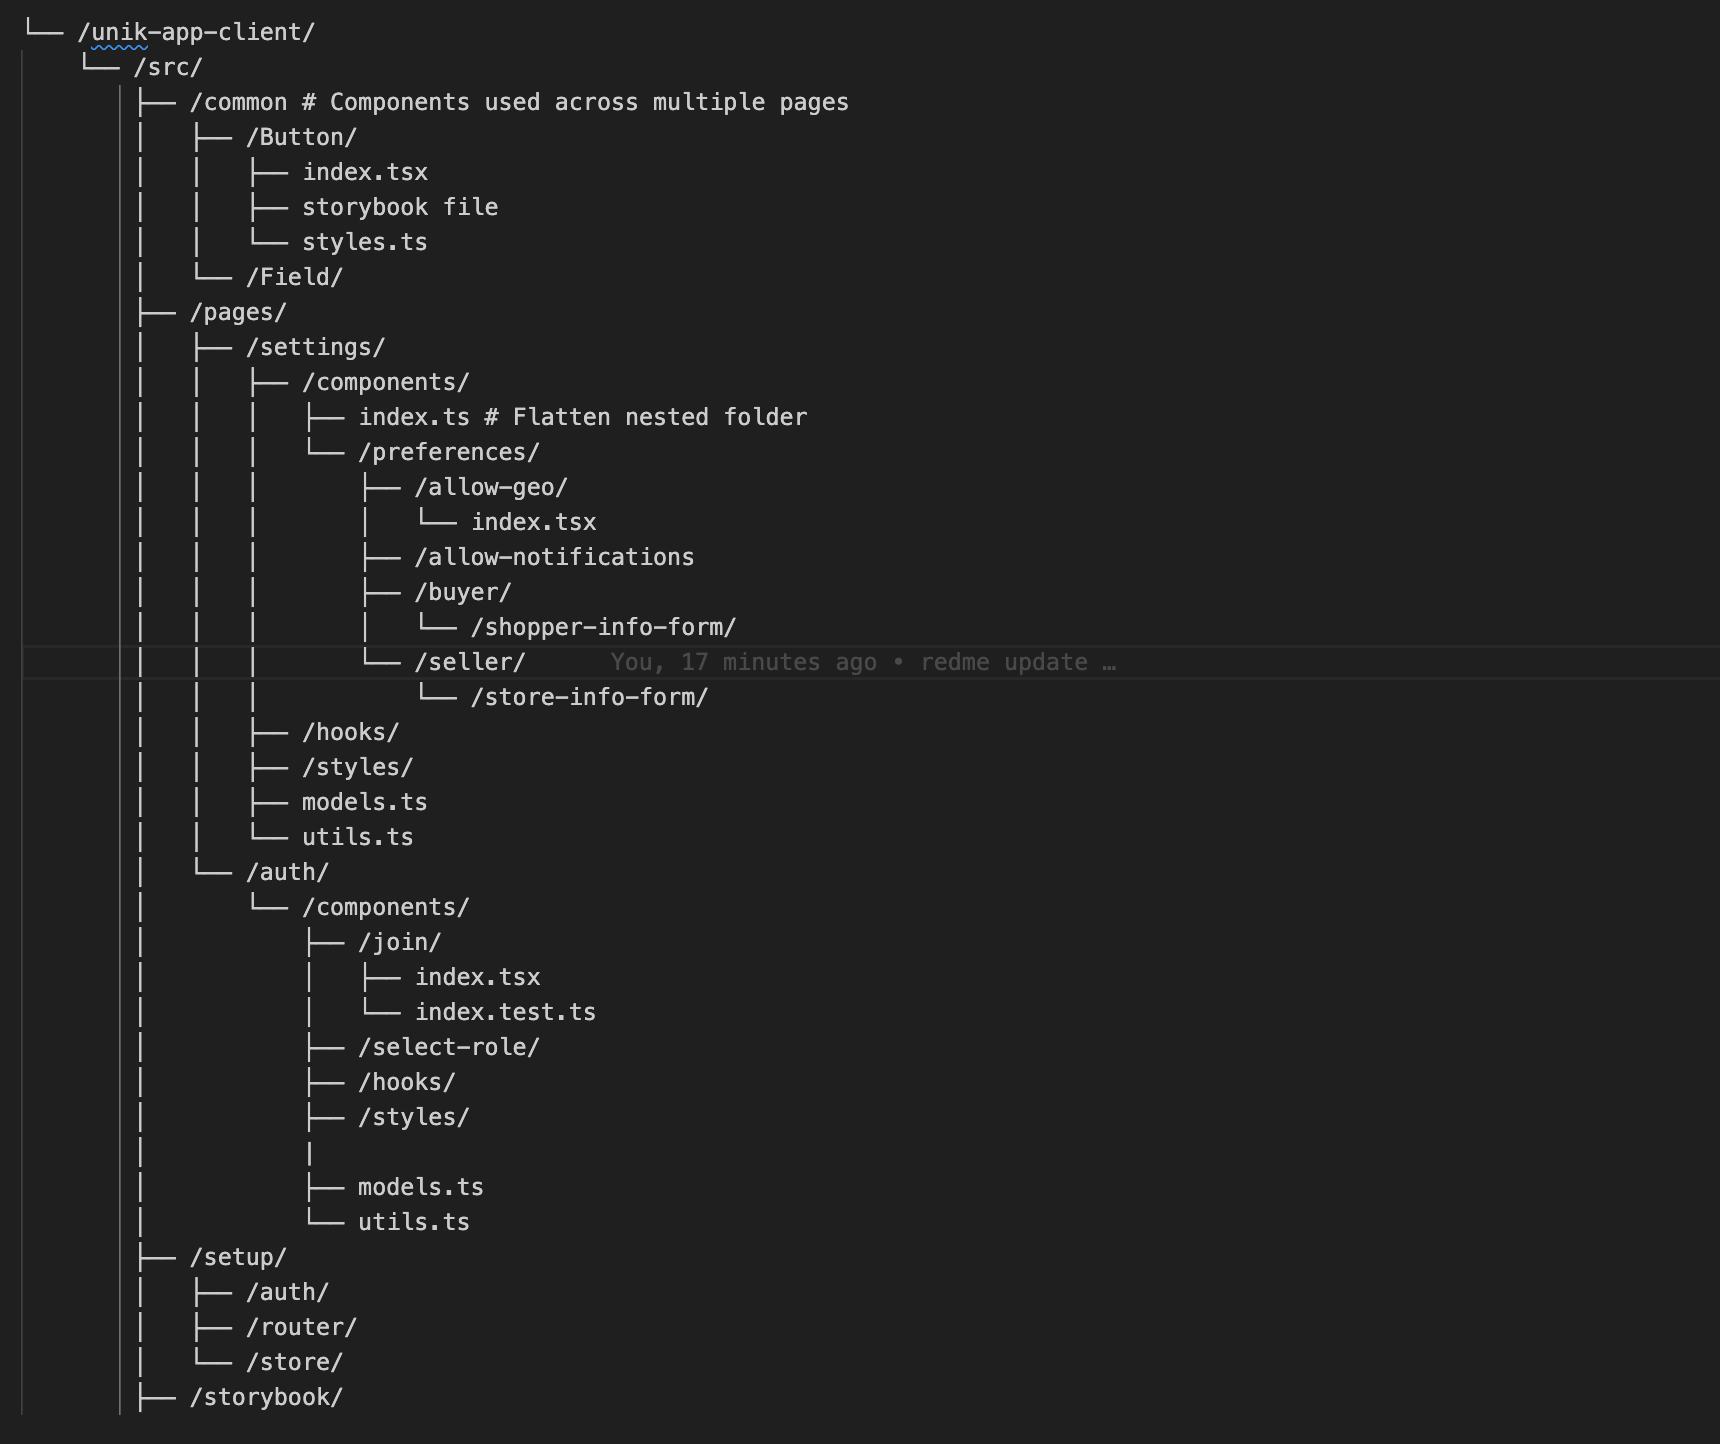 └── /unik-app-client/
    └── /src/
        ├── /common # Components used across multiple pages
        │   ├── /Button/
        │   │   ├── index.tsx
        │   │   ├── storybook file
        │   │   └── styles.ts
        │   └── /Field/
        ├── /pages/
        │   ├── /settings/
        │   │   ├── /components/
        │   │   │   ├── index.ts # Flatten nested folder
        │   │   │   └── /preferences/
        │   │   │       ├── /allow-geo/
        │   │   │       │   └── index.tsx
        │   │   │       ├── /allow-notifications
        │   │   │       ├── /buyer/
        │   │   │       │   └── /shopper-info-form/
        │   │   │       └── /seller/      You, 17 minutes ago • redme update …
        │   │   │           └── /store-info-form/
        │   │   ├── /hooks/
        │   │   ├── /styles/
        │   │   ├── models.ts
        │   │   └── utils.ts
        │   └── /auth/
        │       └── /components/
        │           ├── /join/
        │           │   ├── index.tsx
        │           │   └── index.test.ts
        │           ├── /select-role/
        │           ├── /hooks/
        │           ├── /styles/
        │           |
        │           ├── models.ts
        │           └── utils.ts
        ├── /setup/
        │   ├── /auth/
        │   ├── /router/
        │   └── /store/
        ├── /storybook/